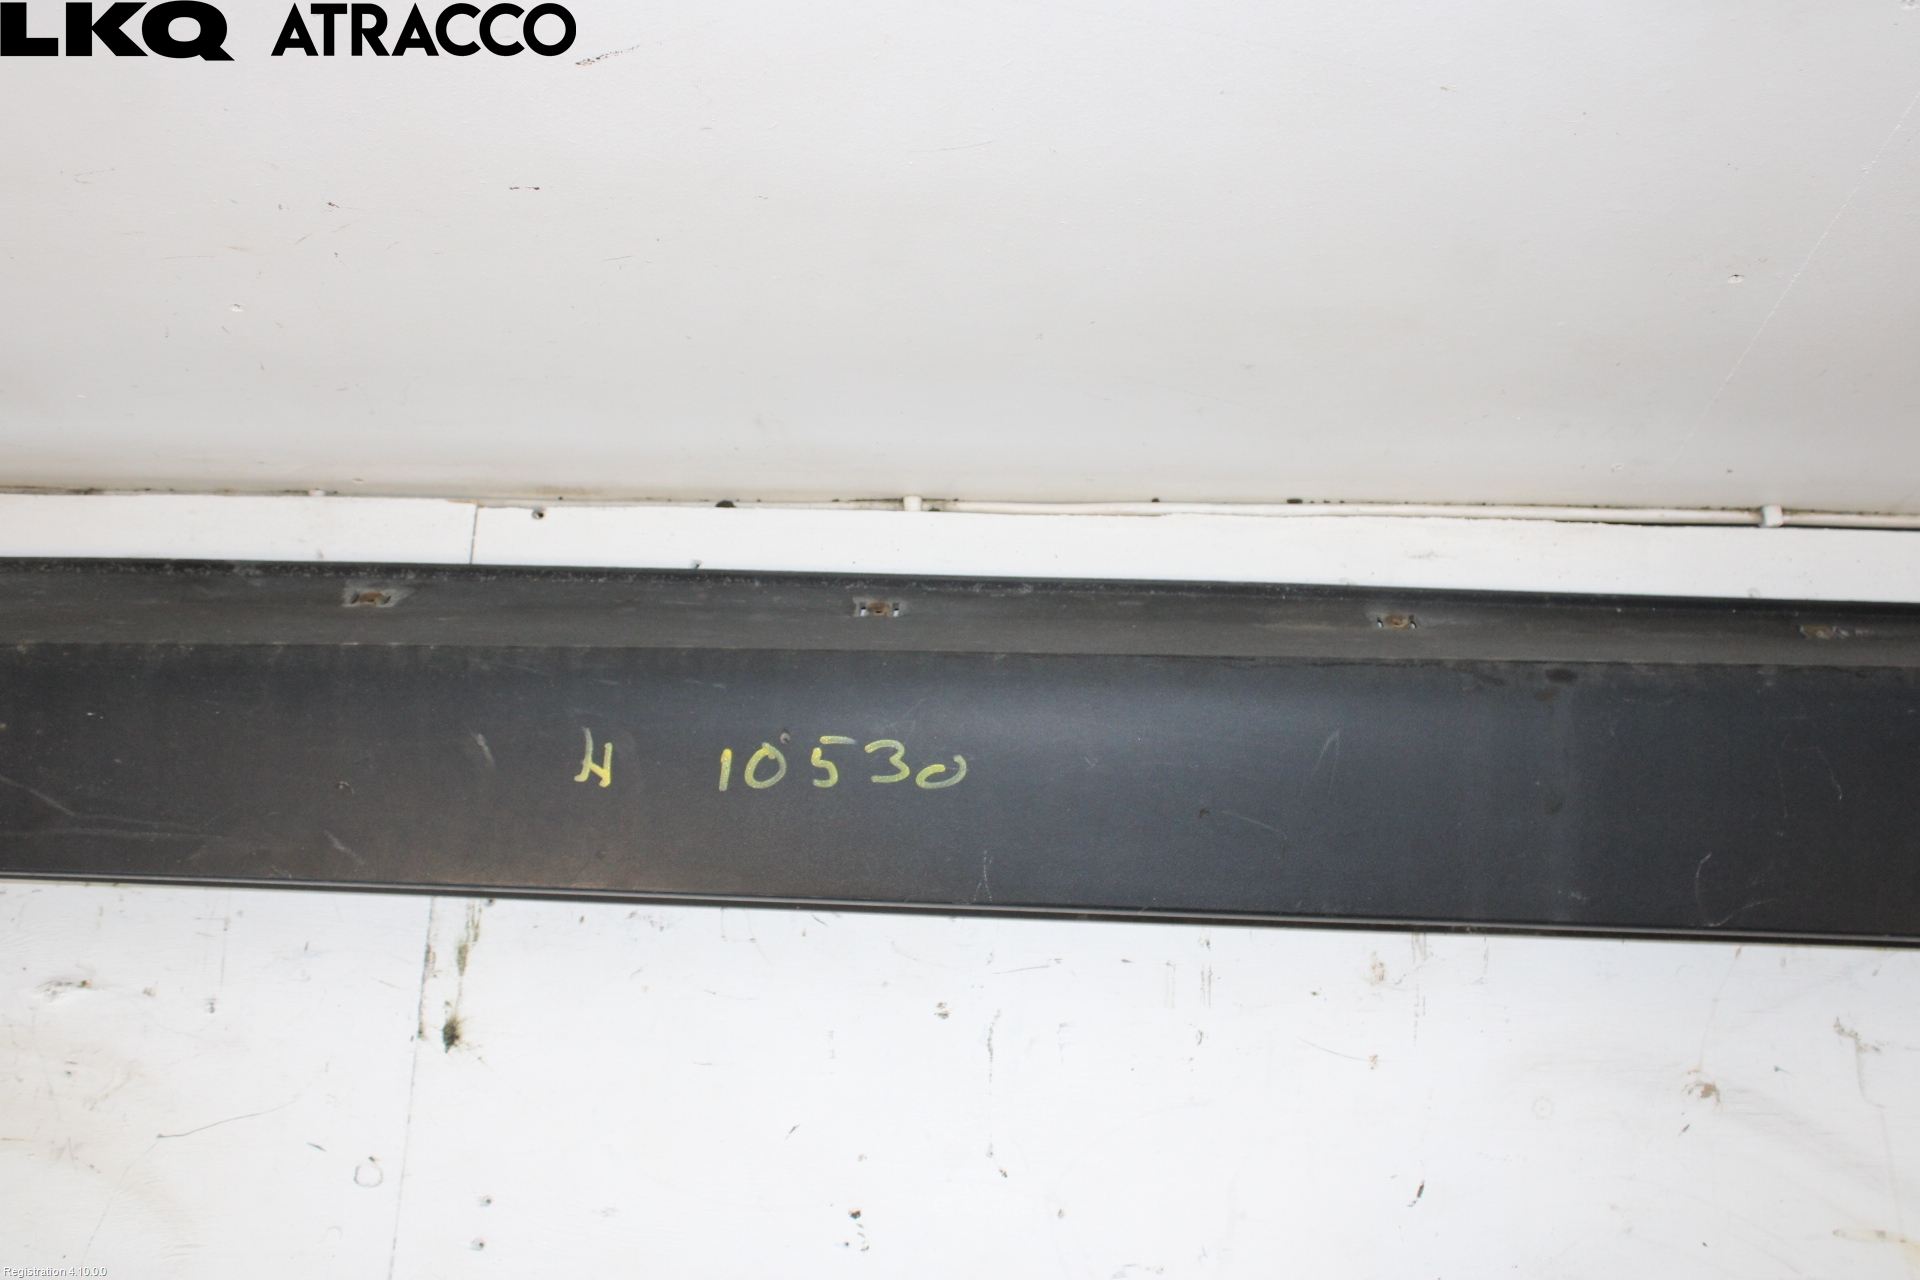 LKQ ATRACCO
H 10530
Registration 4.10.0.0